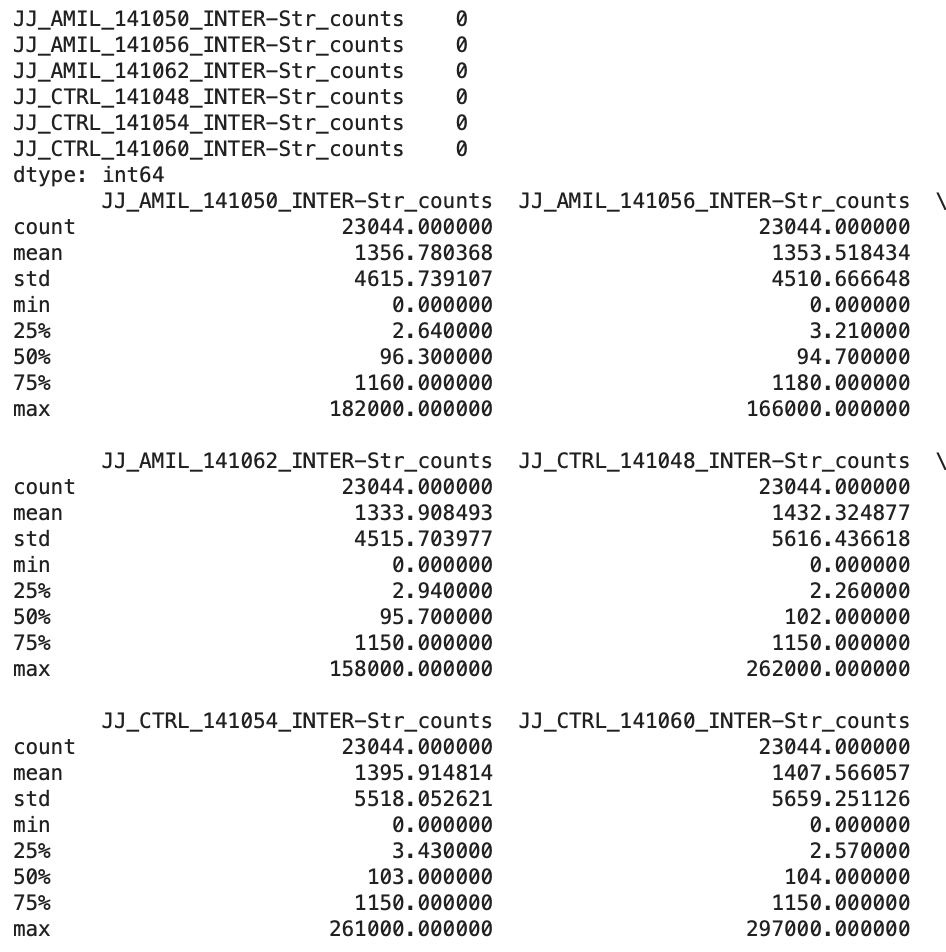 JJ_AMIL_141050_INTER-Str_counts    0
JJ_AMIL_141056_INTER-Str_counts    0
JJ_AMIL_141062_INTER-Str_counts    0
JJ_CTRL_141048_INTER-Str_counts    0
JJ_CTRL_141054_INTER-Str_counts    0
JJ_CTRL_141060_INTER-Str_counts    0
dtype: int64
       JJ_AMIL_141050_INTER-Str_counts  JJ_AMIL_141056_INTER-Str_counts  \
count                     23044.000000                     23044.000000
mean                       1356.780368                      1353.518434
std                        4615.739107                      4510.666648
min                           0.000000                         0.000000
25%                           2.640000                         3.210000
50%                          96.300000                        94.700000
75%                        1160.000000                      1180.000000
max                      182000.000000                    166000.000000

       JJ_AMIL_141062_INTER-Str_counts  JJ_CTRL_141048_INTER-Str_counts  \
count                     23044.000000                     23044.000000
mean                       1333.908493                      1432.324877
std                        4515.703977                      5616.436618
min                           0.000000                         0.000000
25%                           2.940000                         2.260000
50%                          95.700000                       102.000000
75%                        1150.000000                      1150.000000
max                      158000.000000                    262000.000000

       JJ_CTRL_141054_INTER-Str_counts  JJ_CTRL_141060_INTER-Str_counts
count                     23044.000000                     23044.000000
mean                       1395.914814                      1407.566057
std                        5518.052621                      5659.251126
min                           0.000000                         0.000000
25%                           3.430000                         2.570000
50%                         103.000000                       104.000000
75%                        1150.000000                      1150.000000
max                      261000.000000                    297000.000000